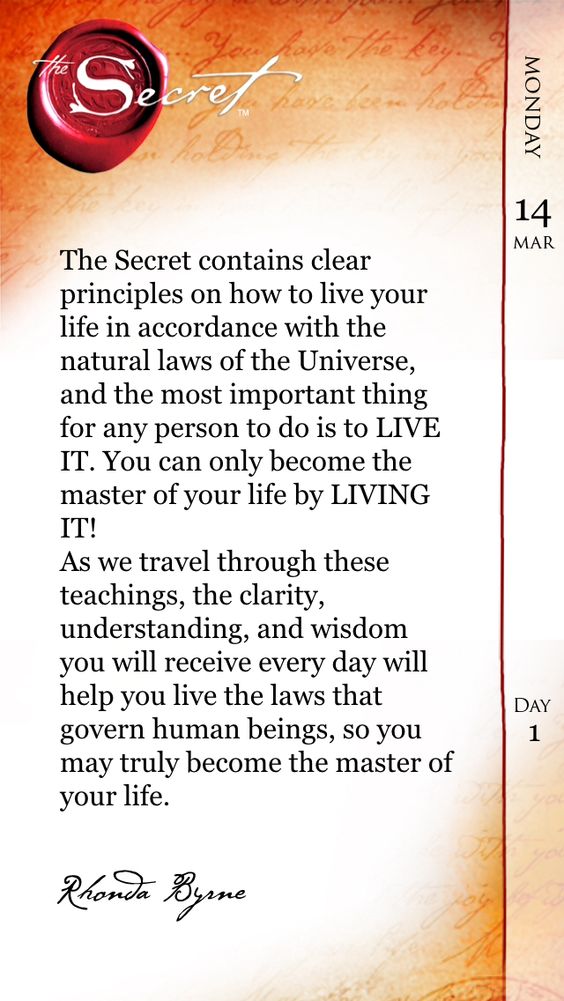 the Secret™
MONDAY
14
MAR
The Secret contains clear
principles on how to live your
life in accordance with the
natural laws of the Universe,
and the most important thing
for any person to do is to LIVE
IT. You can only become the
master of your life by LIVING
IT!
As we travel through these
teachings, the clarity,
understanding, and wisdom
you will receive every day will
help you live the laws that
govern human beings, so you
may truly become the master of
your life.
DAY
1
Rhonda Byrne